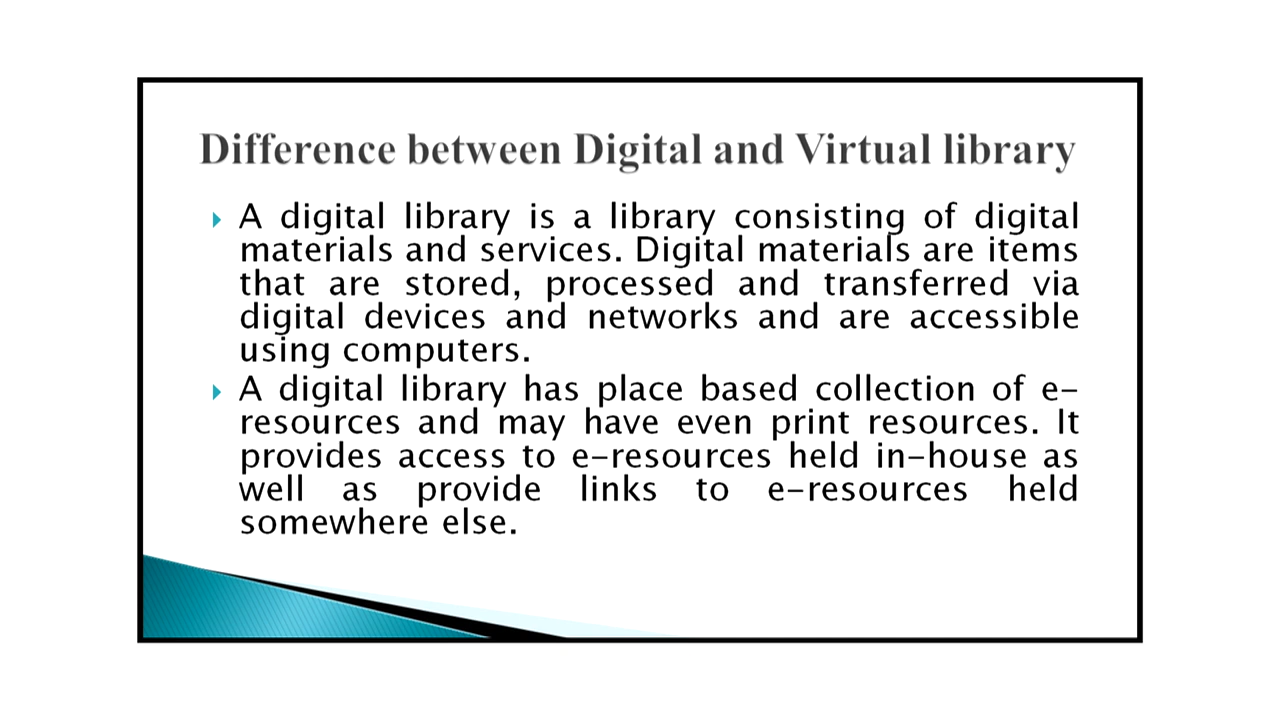 Difference between Digital and Virtual library
A digital library is a library consisting of digital
materials and services. Digital materials are items
that are stored, processed and transferred via
digital devices and networks and are accessible
using computers.
A digital library has place based collection of e-
resources and may have even print resources. It
provides access to e-resources held in-house as
well as provide links to e-resources held
somewhere else.